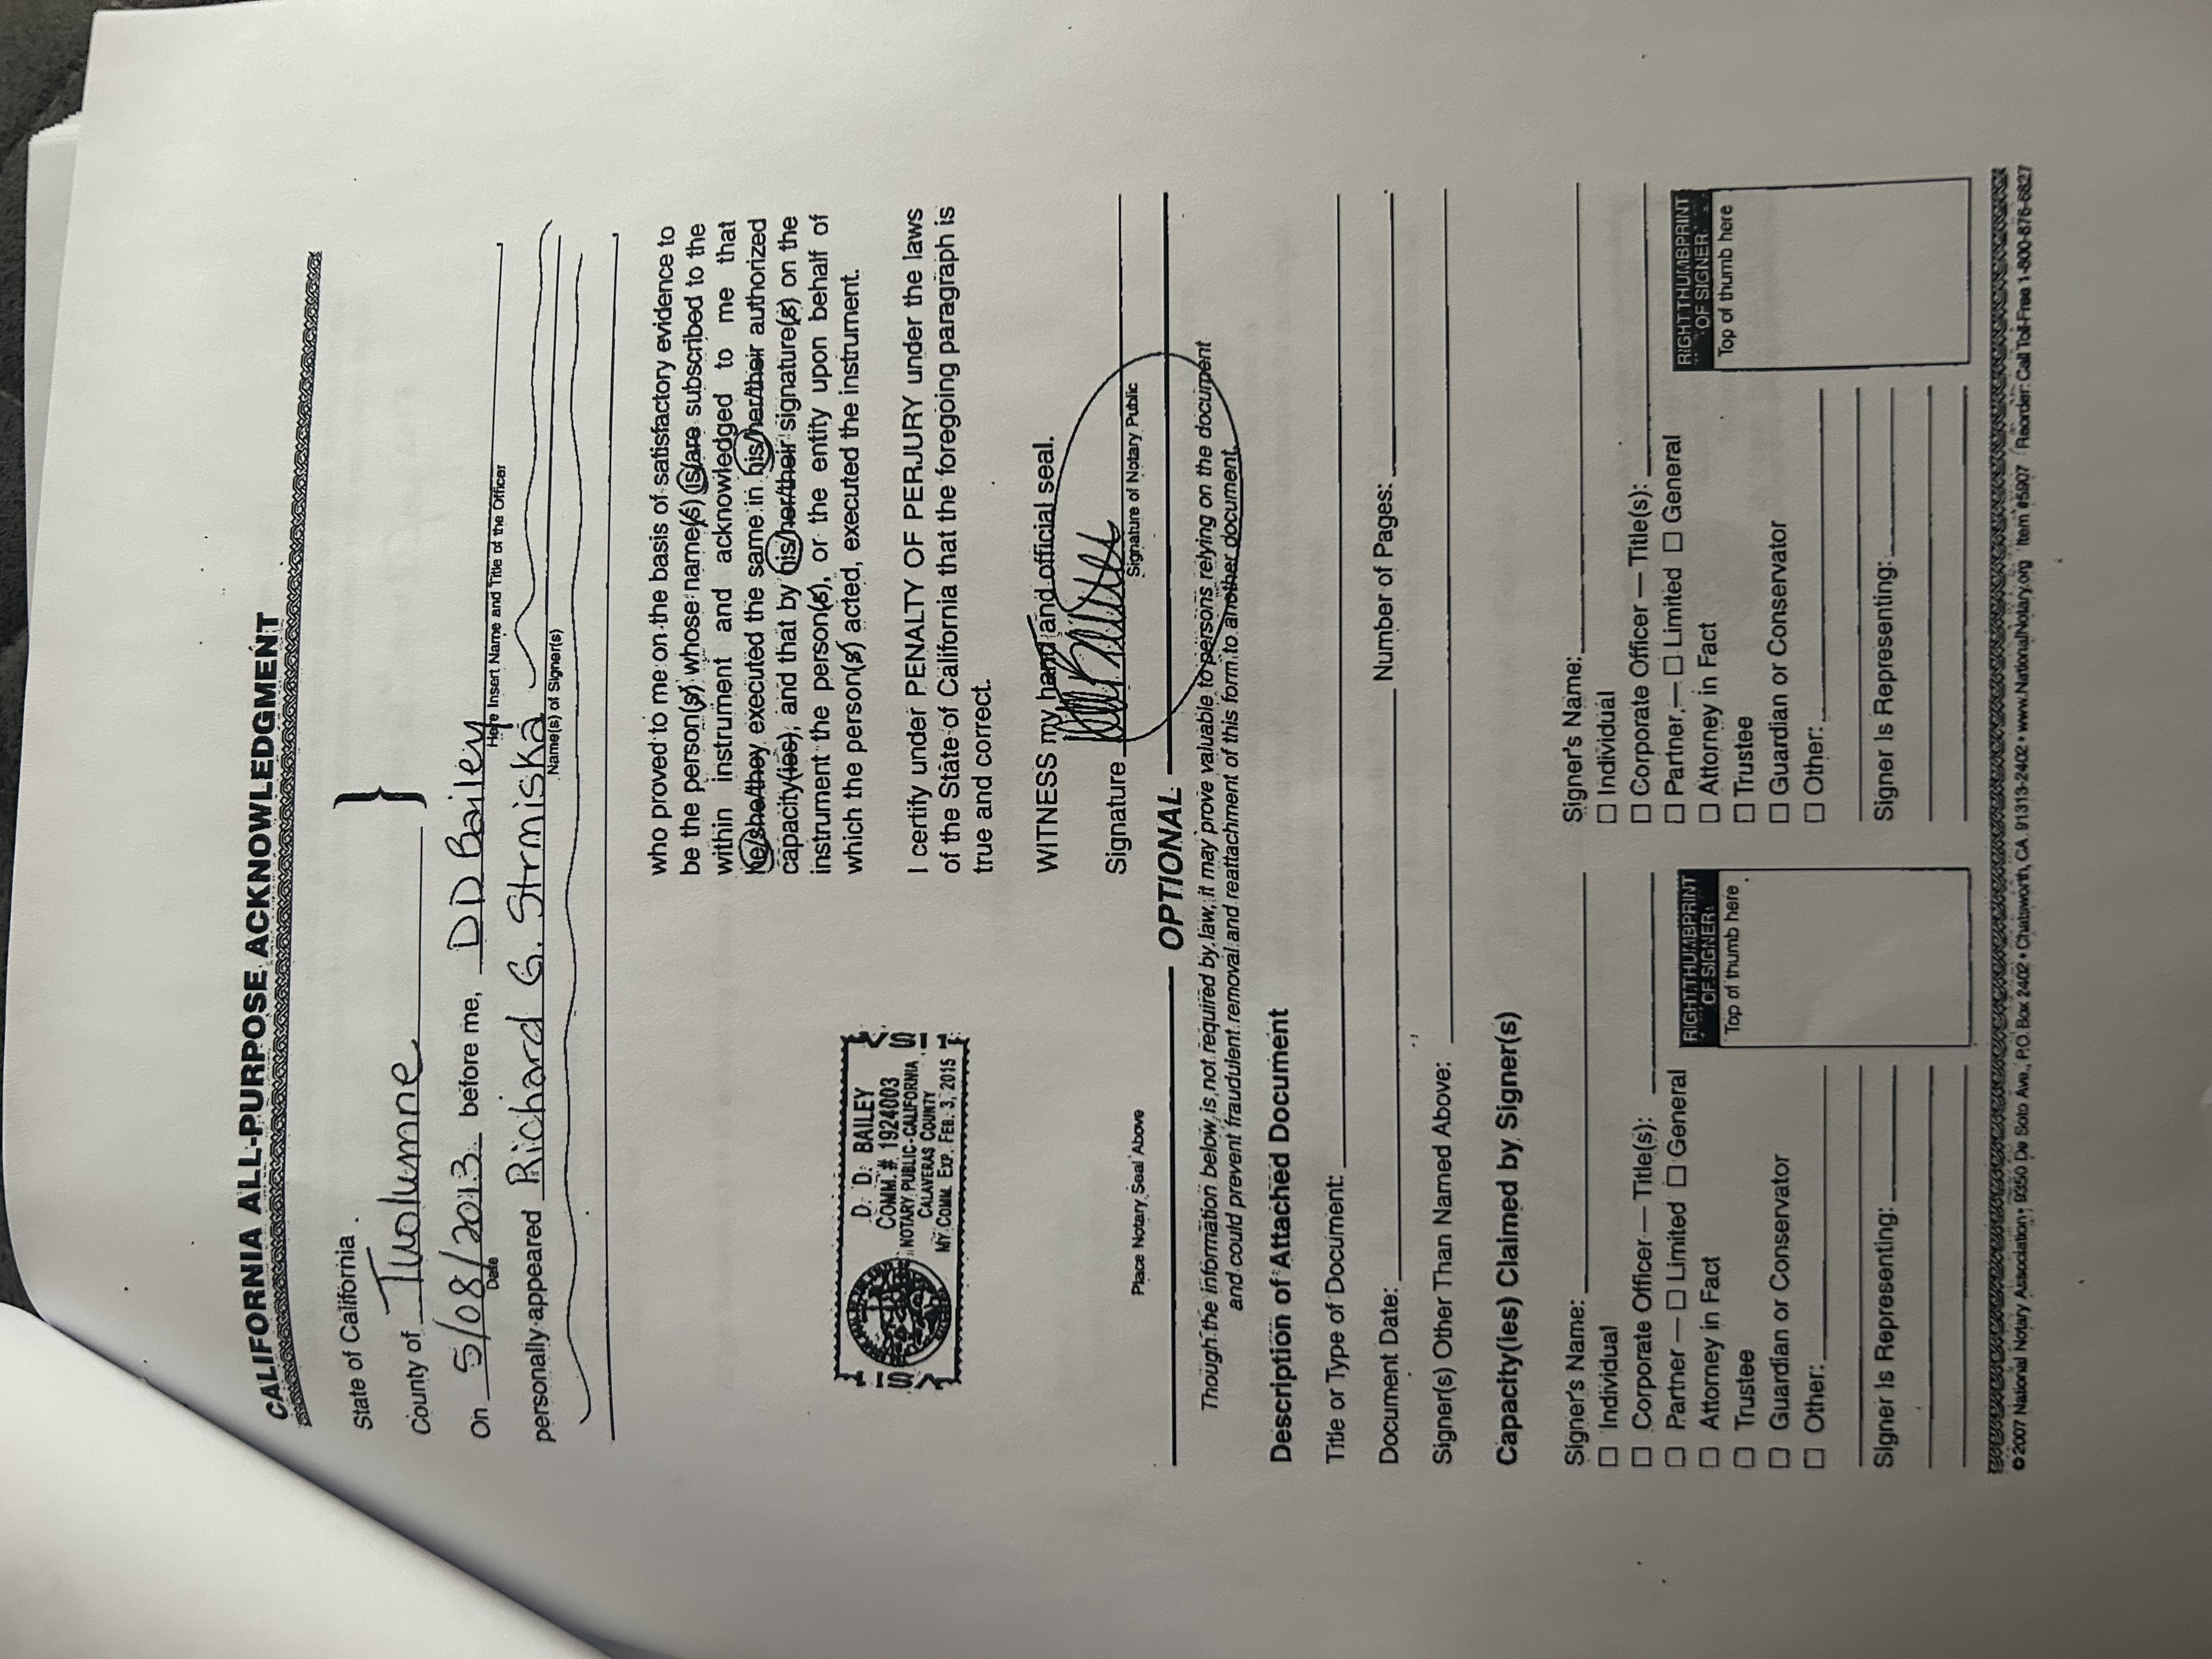 CALIFORNIA ALL-PURPOSE ACKNOWLEDGMENT
State of California
County of Tuolumne }
On 5/08/2013 before me, DD Bailey,
Date Here Insert Name and Title of the Officer
personally appeared Richard G. Strmiska
Name(s) of Signer(s)
who proved to me on the basis of satisfactory evidence to
be the person(s) whose name(s) is/are subscribed to the
within instrument and acknowledged to me that
he/she/they executed the same in his/her/their authorized
capacity(ies), and that by his/her/their signature(s) on the
instrument the person(s), or the entity upon behalf of
which the person(s) acted, executed the instrument.
D. D. BAILEY
COMM. # 1924003
NOTARY PUBLIC-CALIFORNIA
CALAVERAS COUNTY
MY COMM. EXP. FEB. 3, 2015
I certify under PENALTY OF PERJURY under the laws
of the State of California that the foregoing paragraph is
true and correct.
WITNESS my hand and official seal.
Signature
Place Notary Seal Above Signature of Notary Public
OPTIONAL
Though the information below is not required by law, it may prove valuable to persons relying on the document
and could prevent fraudulent removal and reattachment of this form to another document.
Description of Attached Document
Title or Type of Document:
Document Date: Number of Pages:
Signer(s) Other Than Named Above:
Capacity(ies) Claimed by Signer(s)
Signer's Name:
☐ Individual
☐ Corporate Officer — Title(s):
☐ Partner — ☐ Limited ☐ General
☐ Attorney in Fact
☐ Trustee
☐ Guardian or Conservator
☐ Other:
Signer Is Representing:
RIGHT THUMBPRINT
OF SIGNER
Top of thumb here
Signer's Name:
☐ Individual
☐ Corporate Officer — Title(s):
☐ Partner — ☐ Limited ☐ General
☐ Attorney in Fact
☐ Trustee
☐ Guardian or Conservator
☐ Other:
Signer Is Representing:
RIGHT THUMBPRINT
OF SIGNER
Top of thumb here
©2007 National Notary Association • 9350 De Soto Ave., P.O. Box 2402 • Chatsworth, CA 91313-2402 • www.NationalNotary.org Item #5907 Reorder: Call Toll-Free 1-800-876-6827